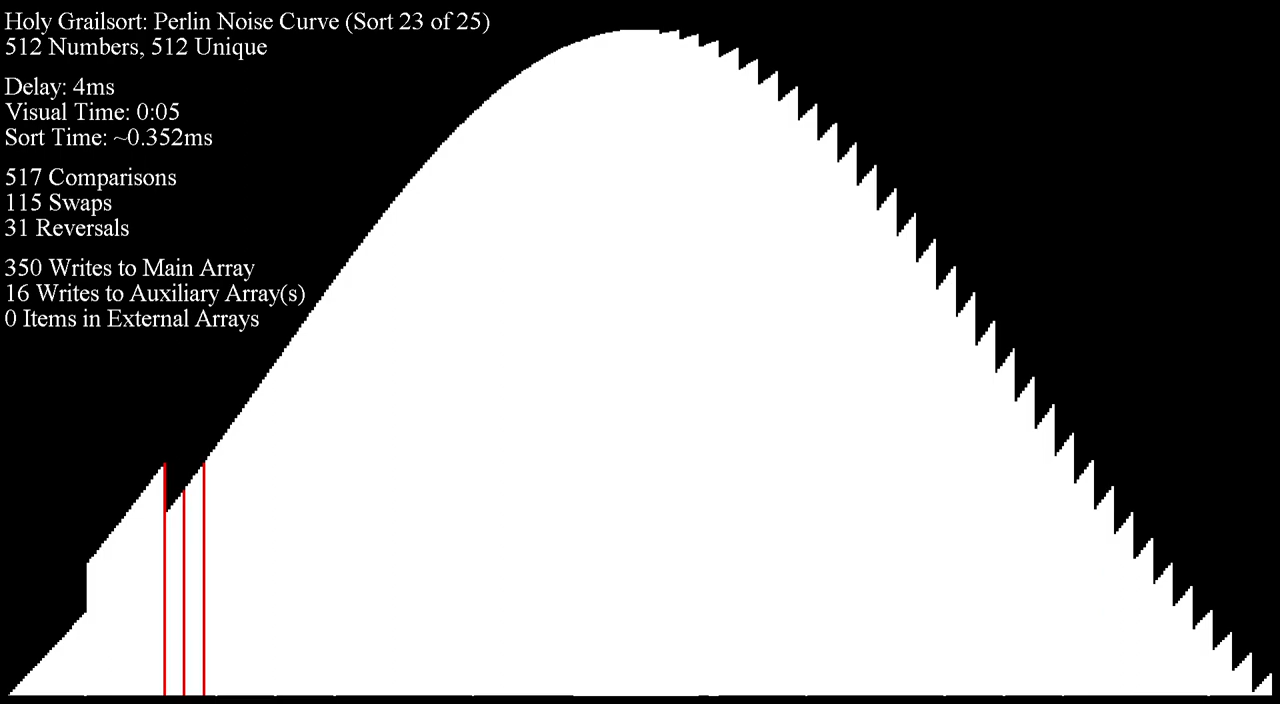 Holy Grailsort: Perlin Noise Curve (Sort 23 of 25)
512 Numbers, 512 Unique
Delay: 4ms
Visual Time: 0:05
Sort Time: ~0.352ms
517 Comparisons
115 Swaps
31 Reversals
350 Writes to Main Array
16 Writes to Auxiliary Array(s)
0 Items in External Arrays